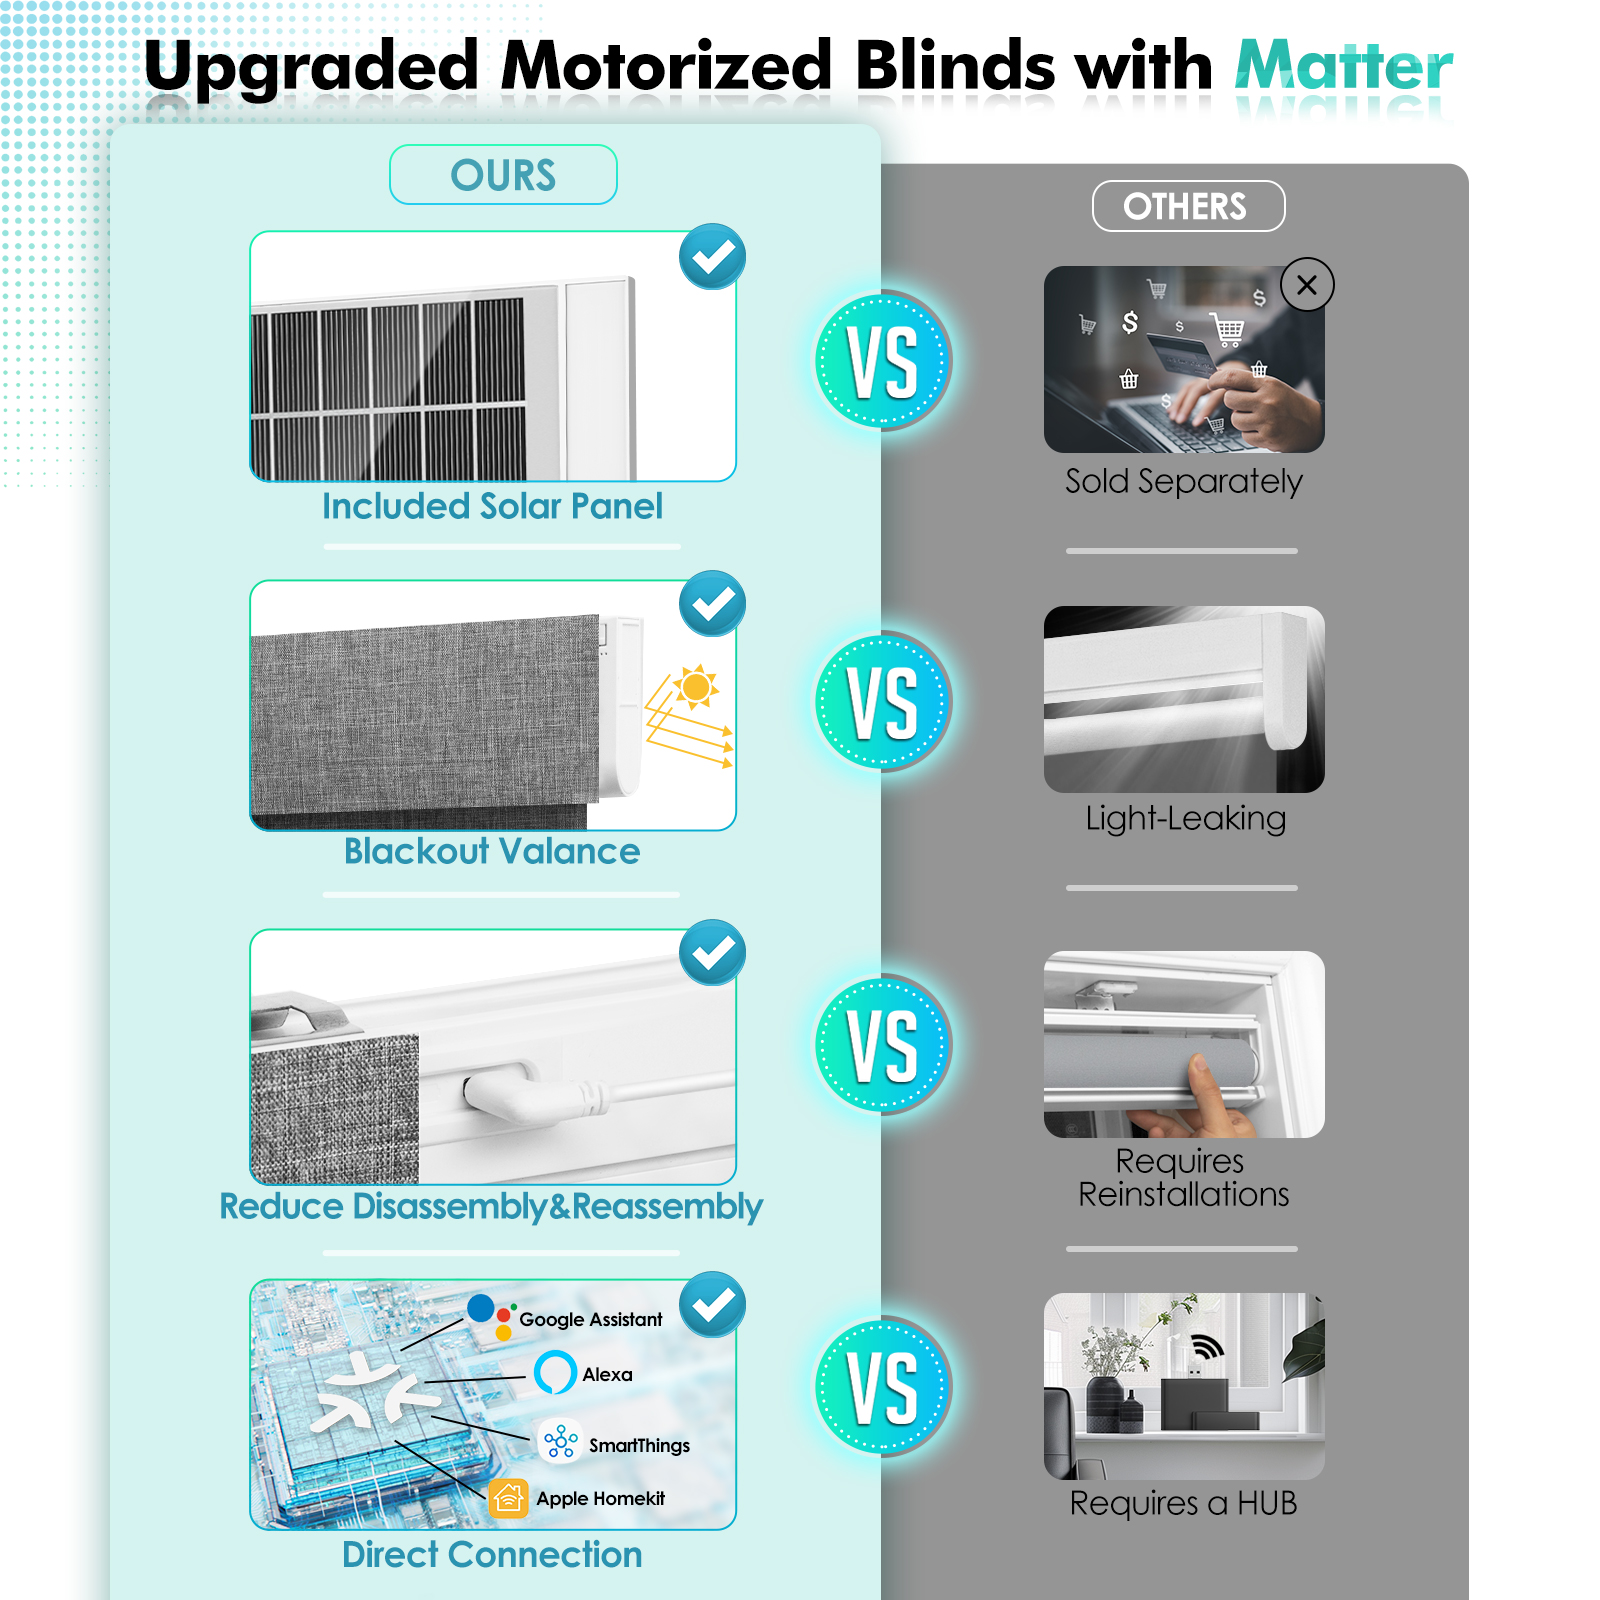 Upgraded Motorized Blinds with Matter
OURS
OTHERS
VS
$
$
$
$
Included Solar Panel
Sold Separately
VS
Blackout Valance
Light-Leaking
VS
Reduce Disassembly&Reassembly
Requires
Reinstallations
Google Assistant
Alexa
SmartThings
Apple Homekit
VS
Direct Connection
Requires a HUB